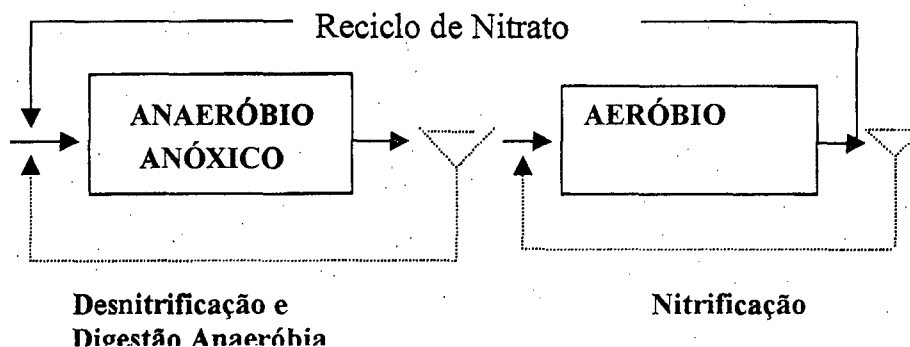 Reciclo de Nitrato
ANAERÓBIO
ANÓXICO
AERÓBIO
Desnitrificação e
Digestão Anaeróbia
Nitrificação